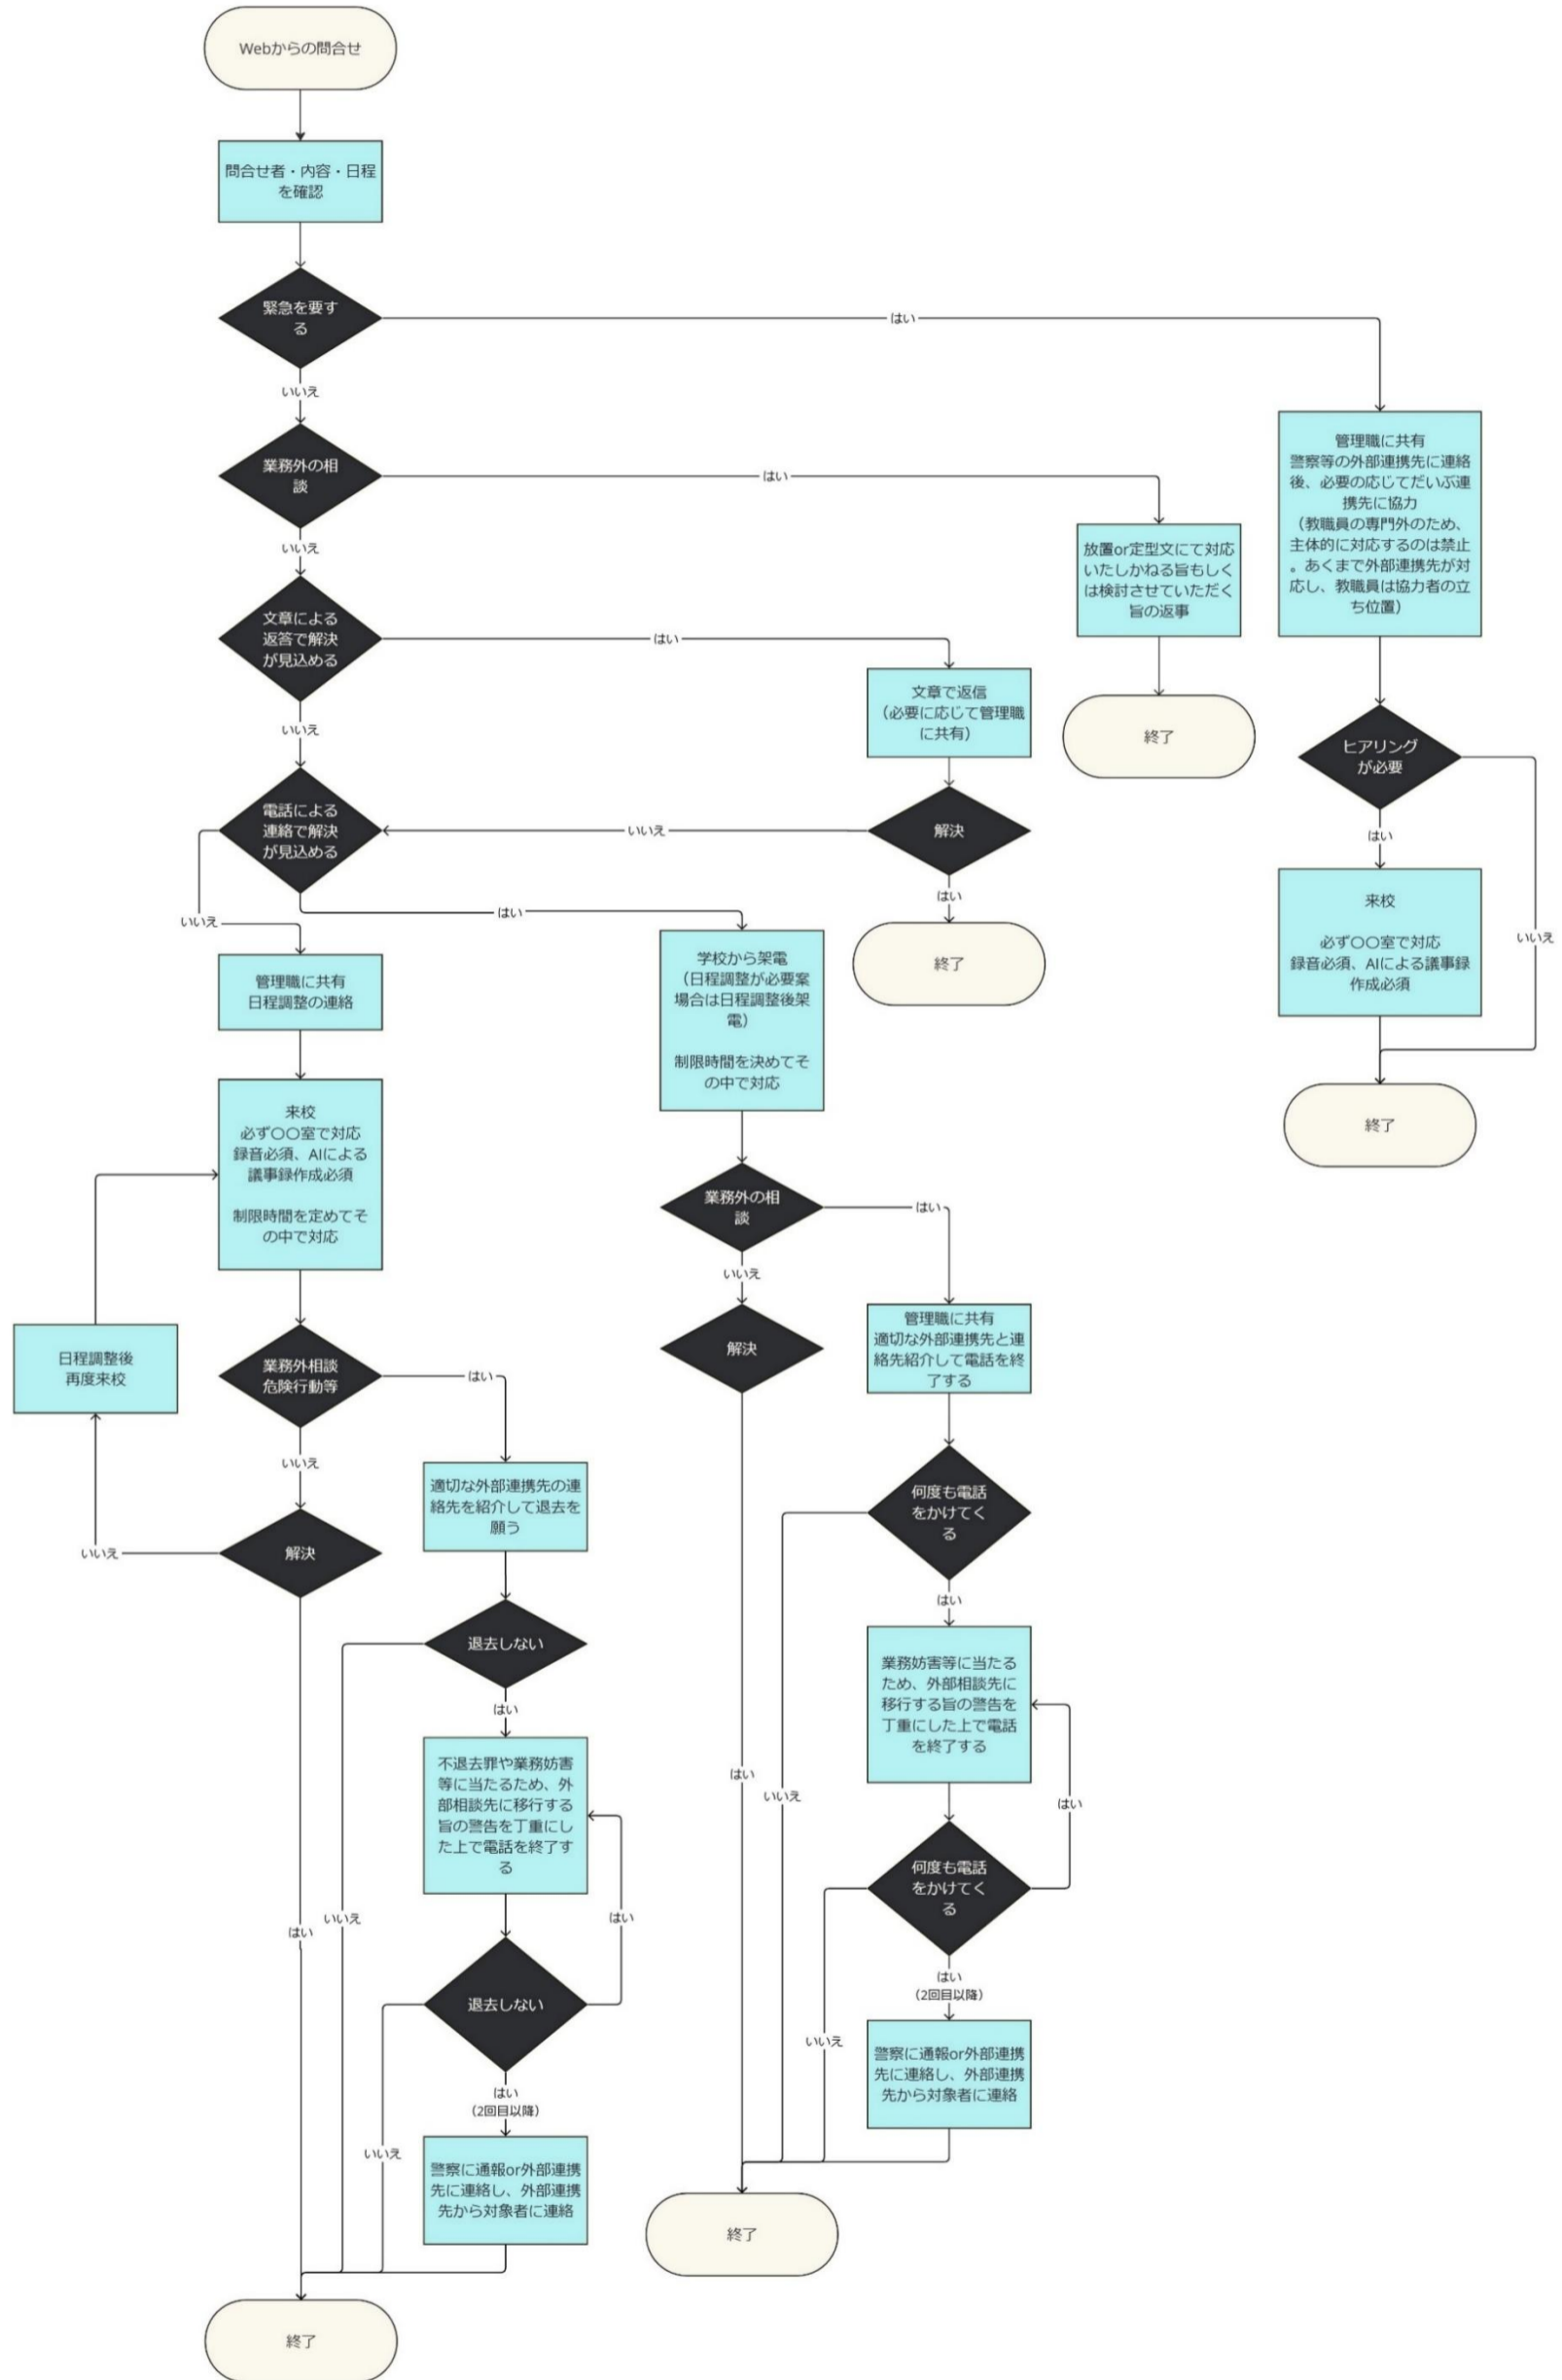 Webからの問合せ
問合せ者・内容・日程
を確認
緊急を要す
る
はい
いいえ
業務外の相
談
はい
いいえ
文章による
返答で解決
が見込める
はい
いいえ
電話による
連絡で解決
が見込める
いいえ
はい
管理職に共有
警察等の外部連携先に連絡
後、必要の応じてだいぶ連
携先に協力
（教職員の専門外のため、
主体的に対応するのは禁止
。あくまで外部連携先が対
応し、教職員は協力者の立
ち位置）
ヒアリング
が必要
はい
いいえ
来校
必ず〇〇室で対応
録音必須、AIによる議事録
作成必須
終了
放置or定型文にて対応
いたしかねる旨もしく
は検討させていただく
旨の返事
終了
文章で返信
（必要に応じて管理職
に共有）
解決
いいえ
はい
終了
管理職に共有
日程調整の連絡
来校
必ず〇〇室で対応
録音必須、AIによる
議事録作成必須
制限時間を定めてそ
の中で対応
日程調整後
再度来校
業務外相談
危険行動等
はい
いいえ
解決
いいえ
はい
適切な外部連携先の連
絡先を紹介して退去を
願う
退去しない
いいえ
はい
不退去罪や業務妨害
等に当たるため、外
部相談先に移行する
旨の警告を丁重にし
た上で電話を終了す
る
はい
退去しない
いいえ
はい
（2回目以降）
警察に通報or外部連携
先に連絡し、外部連携
先から対象者に連絡
終了
学校から架電
（日程調整が必要案
場合は日程調整後架
電）
制限時間を決めてそ
の中で対応
業務外の相
談
はい
いいえ
解決
はい
管理職に共有
適切な外部連携先と連
絡先紹介して電話を終
了する
何度も電話
をかけてく
る
いいえ
はい
業務妨害等に当たる
ため、外部相談先に
移行する旨の警告を
丁重にした上で電話
を終了する
はい
何度も電話
をかけてく
る
いいえ
はい
（2回目以降）
警察に通報or外部連携
先に連絡し、外部連携
先から対象者に連絡
終了